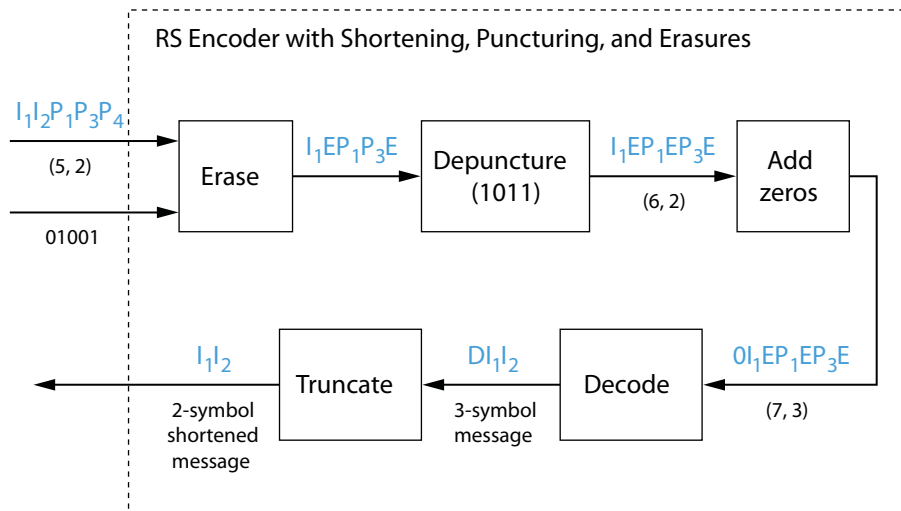 RS Encoder with Shortening, Puncturing, and Erasures
I₁I₂P₁P₃P₄
(5, 2)
01001
Erase
I₁EP₁P₃E
Depuncture
(1011)
I₁EP₁EP₃E
(6, 2)
Add
zeros
0I₁EP₁EP₃E
(7, 3)
Decode
DI₁I₂
3-symbol
message
Truncate
I₁I₂
2-symbol
shortened
message